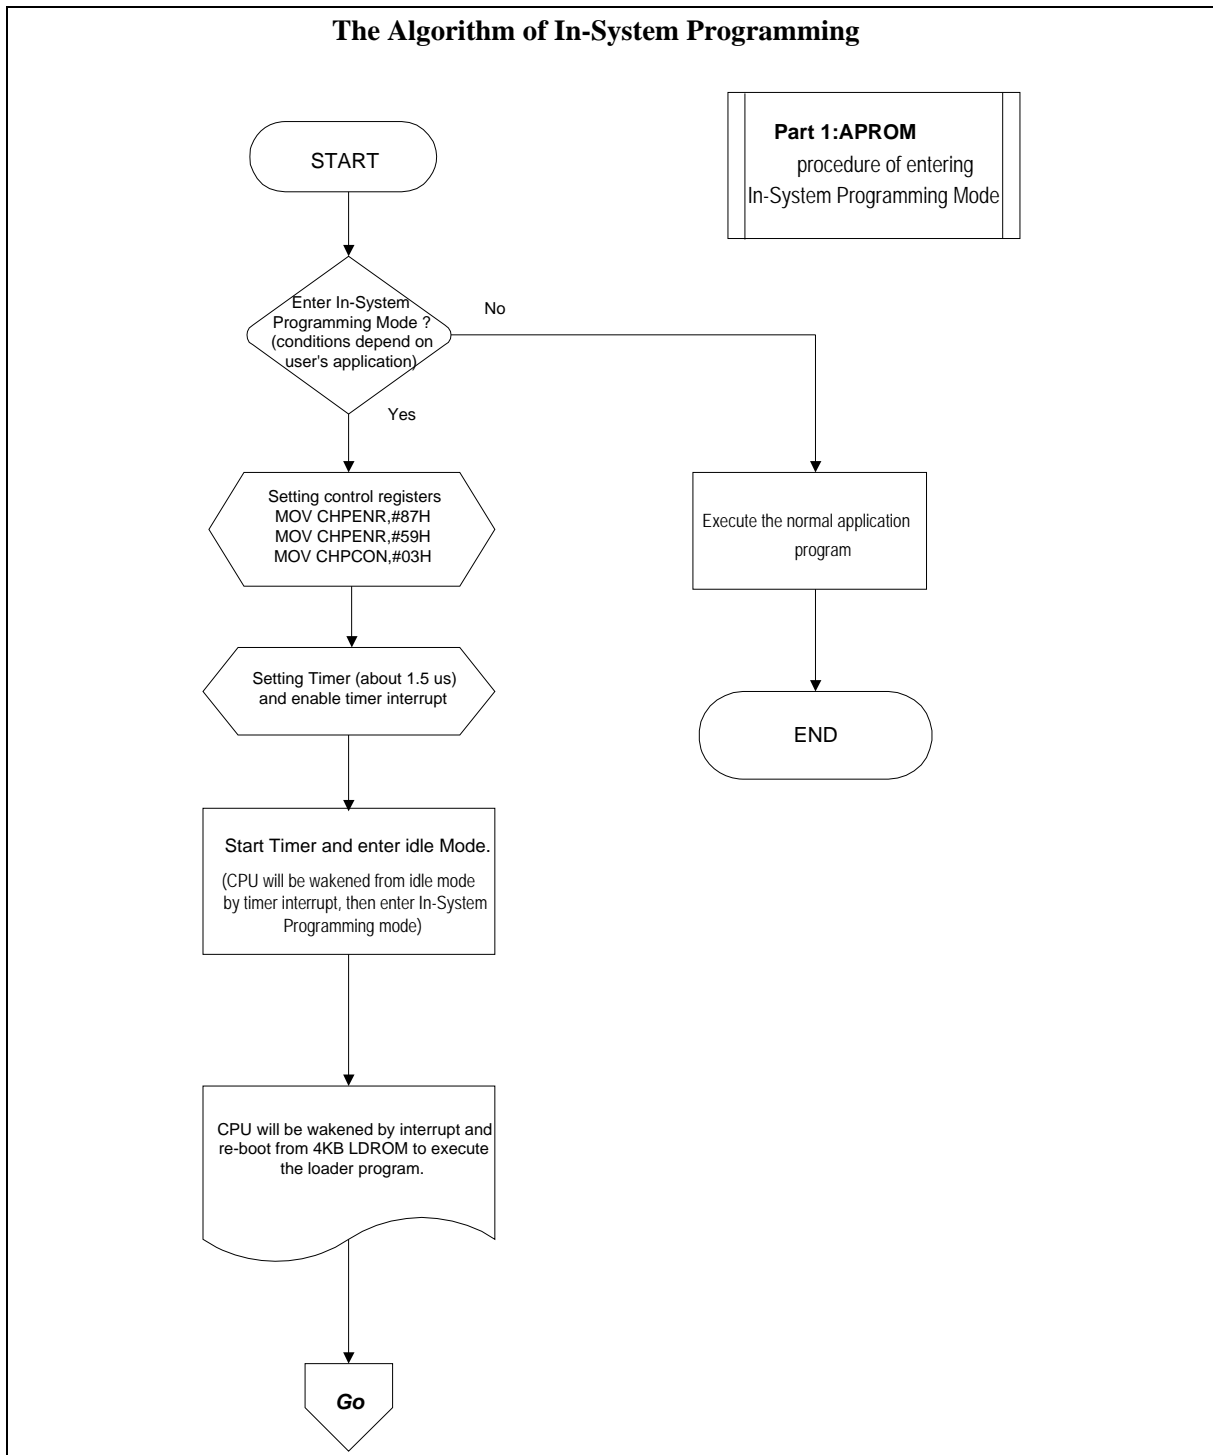 The Algorithm of In-System Programming
Part 1:APROM
procedure of entering
In-System Programming Mode
START
Enter In-System
Programming Mode ?
(conditions depend on
user's application)
No
Yes
Setting control registers
MOV CHPENR,#87H
MOV CHPENR,#59H
MOV CHPCON,#03H
Execute the normal application
program
Setting Timer (about 1.5 us)
and enable timer interrupt
END
Start Timer and enter idle Mode.
(CPU will be wakened from idle mode
by timer interrupt, then enter In-System
Programming mode)
CPU will be wakened by interrupt and
re-boot from 4KB LDROM to execute
the loader program.
Go